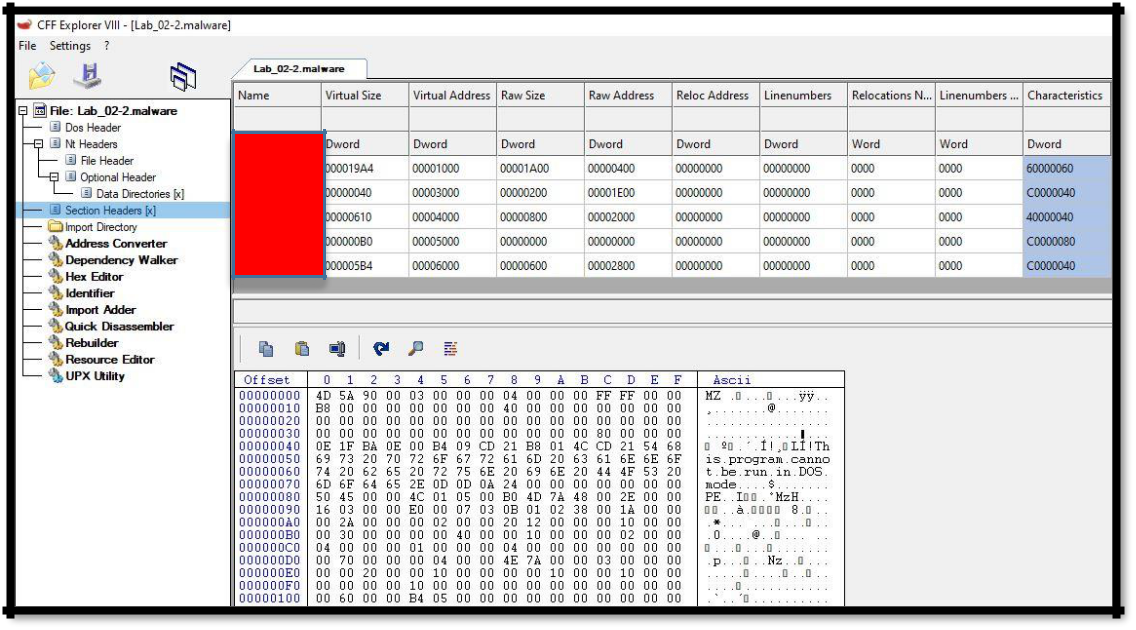 CFF Explorer VIII - [Lab_02-2.malware]
File Settings ?
Lab_02-2.malware
File: Lab_02-2.malware
Dos Header
Nt Headers
File Header
Optional Header
Data Directories [x]
Section Headers [x]
Import Directory
Address Converter
Dependency Walker
Hex Editor
Identifier
Import Adder
Quick Disassembler
Rebuilder
Resource Editor
UPX Utility
Name Virtual Size Virtual Address Raw Size Raw Address Reloc Address Linenumbers Relocations N... Linenumbers ... Characteristics
Dword Dword Dword Dword Dword Dword Word Word Dword
000019A4 00001000 00001A00 00000400 00000000 00000000 0000 0000 60000060
00000040 00003000 00000200 00001E00 00000000 00000000 0000 0000 C0000040
00000610 00004000 00000800 00002000 00000000 00000000 0000 0000 40000040
000000B0 00005000 00000000 00000000 00000000 00000000 0000 0000 C0000080
000005B4 00006000 00000600 00002800 00000000 00000000 0000 0000 C0000040
Offset 0 1 2 3 4 5 6 7 8 9 A B C D E F Ascii
00000000 4D 5A 90 00 03 00 00 00 04 00 00 00 FF FF 00 00 MZ ÿÿ..
00000010 B8 00 00 00 00 00 00 00 40 00 00 00 00 00 00 00 ¸.......@.......
00000020 00 00 00 00 00 00 00 00 00 00 00 00 00 00 00 00 ................
00000030 00 00 00 00 00 00 00 00 00 00 00 00 80 00 00 00
00000040 0E 1F BA 0E 00 B4 09 CD 21 B8 01 4C CD 21 54 68 LÍ!Th
00000050 69 73 20 70 72 6F 67 72 61 6D 20 63 61 6E 6E 6F is.program.canno
00000060 74 20 62 65 20 72 75 6E 20 69 6E 20 44 4F 53 20 t.be.run.in.DOS.
00000070 6D 6F 64 65 2E 0D 0D 0A 24 00 00 00 00 00 00 00 mode....$.......
00000080 50 45 00 00 4C 01 05 00 B0 4D 7A 48 00 2E 00 00 PE.. °MzH....
00000090 16 03 00 00 E0 00 07 03 0B 01 02 38 00 1A 00 00 à 8
000000A0 00 2A 00 00 00 02 00 00 20 12 00 00 00 10 00 00 .*
000000B0 00 30 00 00 00 00 40 00 00 10 00 00 00 02 00 00 .0....@.
000000C0 04 00 00 00 01 00 00 00 04 00 00 00 00 00 00 00
000000D0 00 70 00 00 00 04 00 00 4E 7A 00 00 03 00 00 00 .p Nz..
000000E0 00 00 20 00 00 10 00 00 00 00 10 00 00 10 00 00
000000F0 00 00 00 00 10 00 00 00 00 00 00 00 00 00 00 00
00000100 00 60 00 00 B4 05 00 00 00 00 00 00 00 00 00 00 .`..´